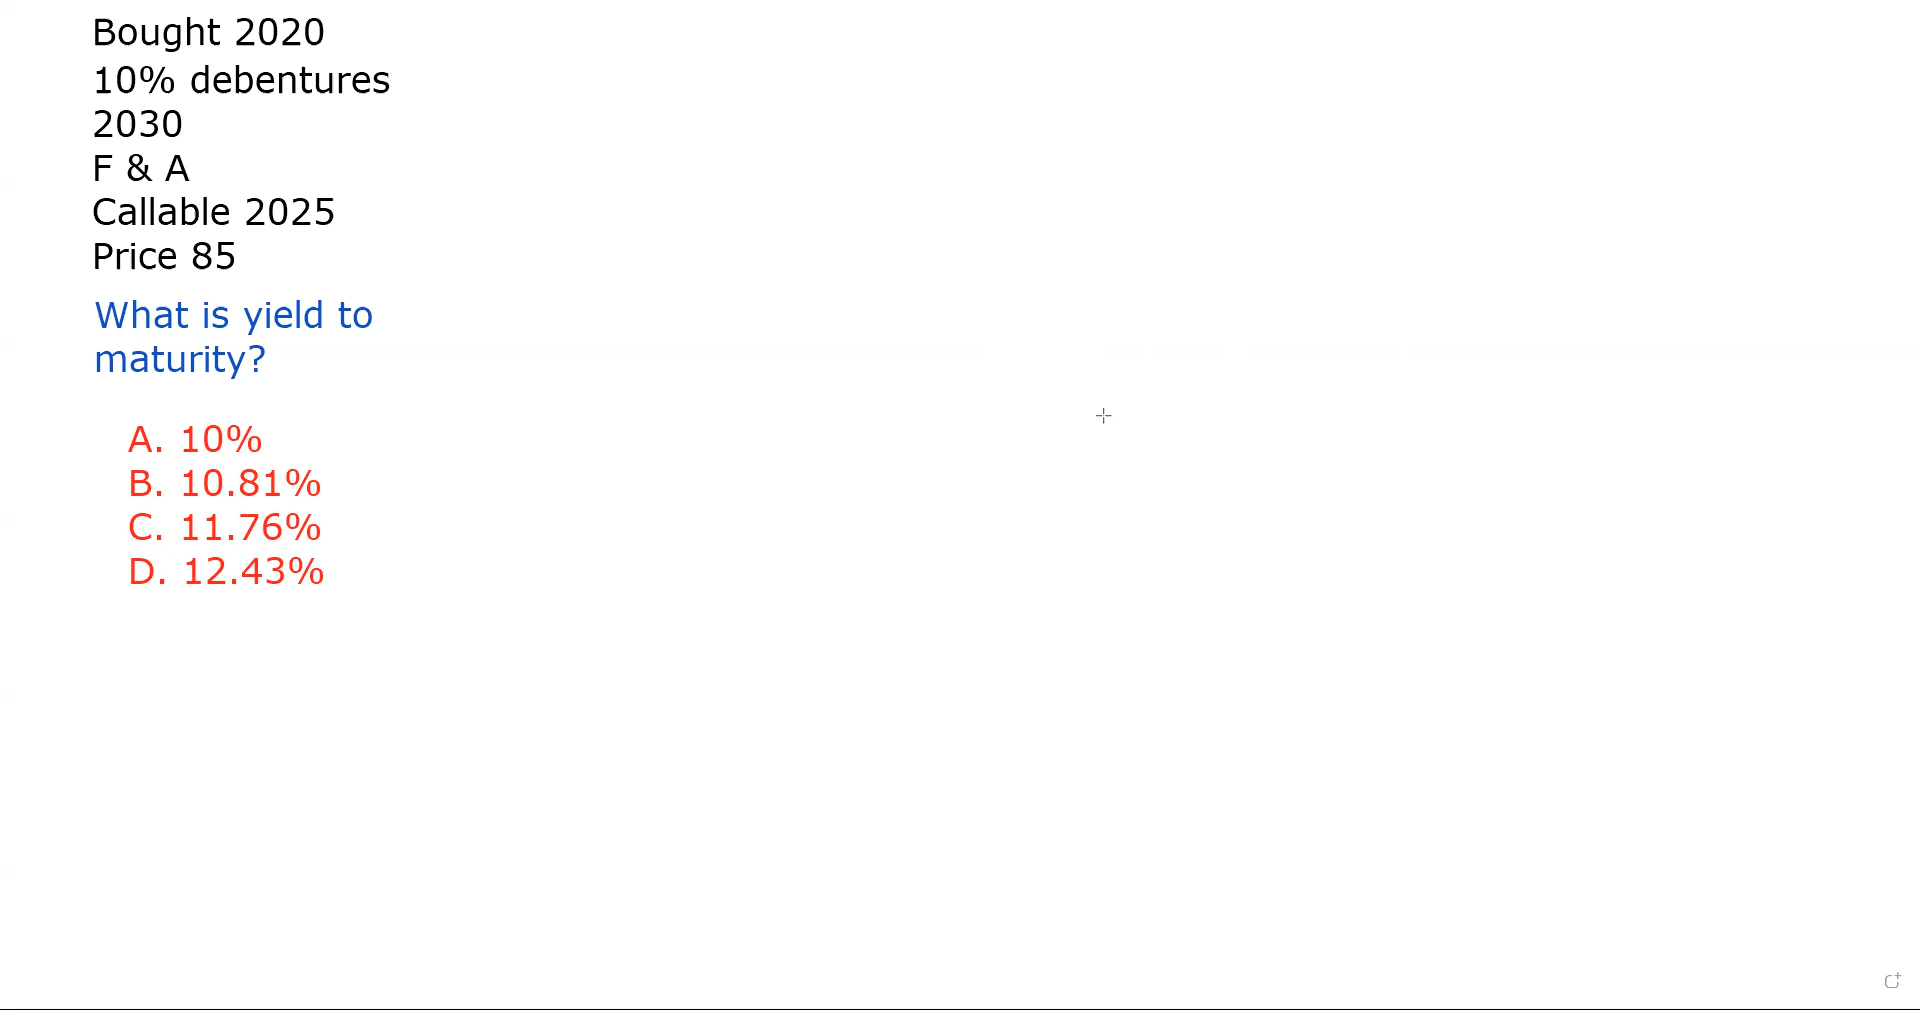 Bought 2020
10% debentures
2030
F & A
Callable 2025
Price 85
What is yield to
maturity?
A. 10%
B. 10.81%
C. 11.76%
D. 12.43%